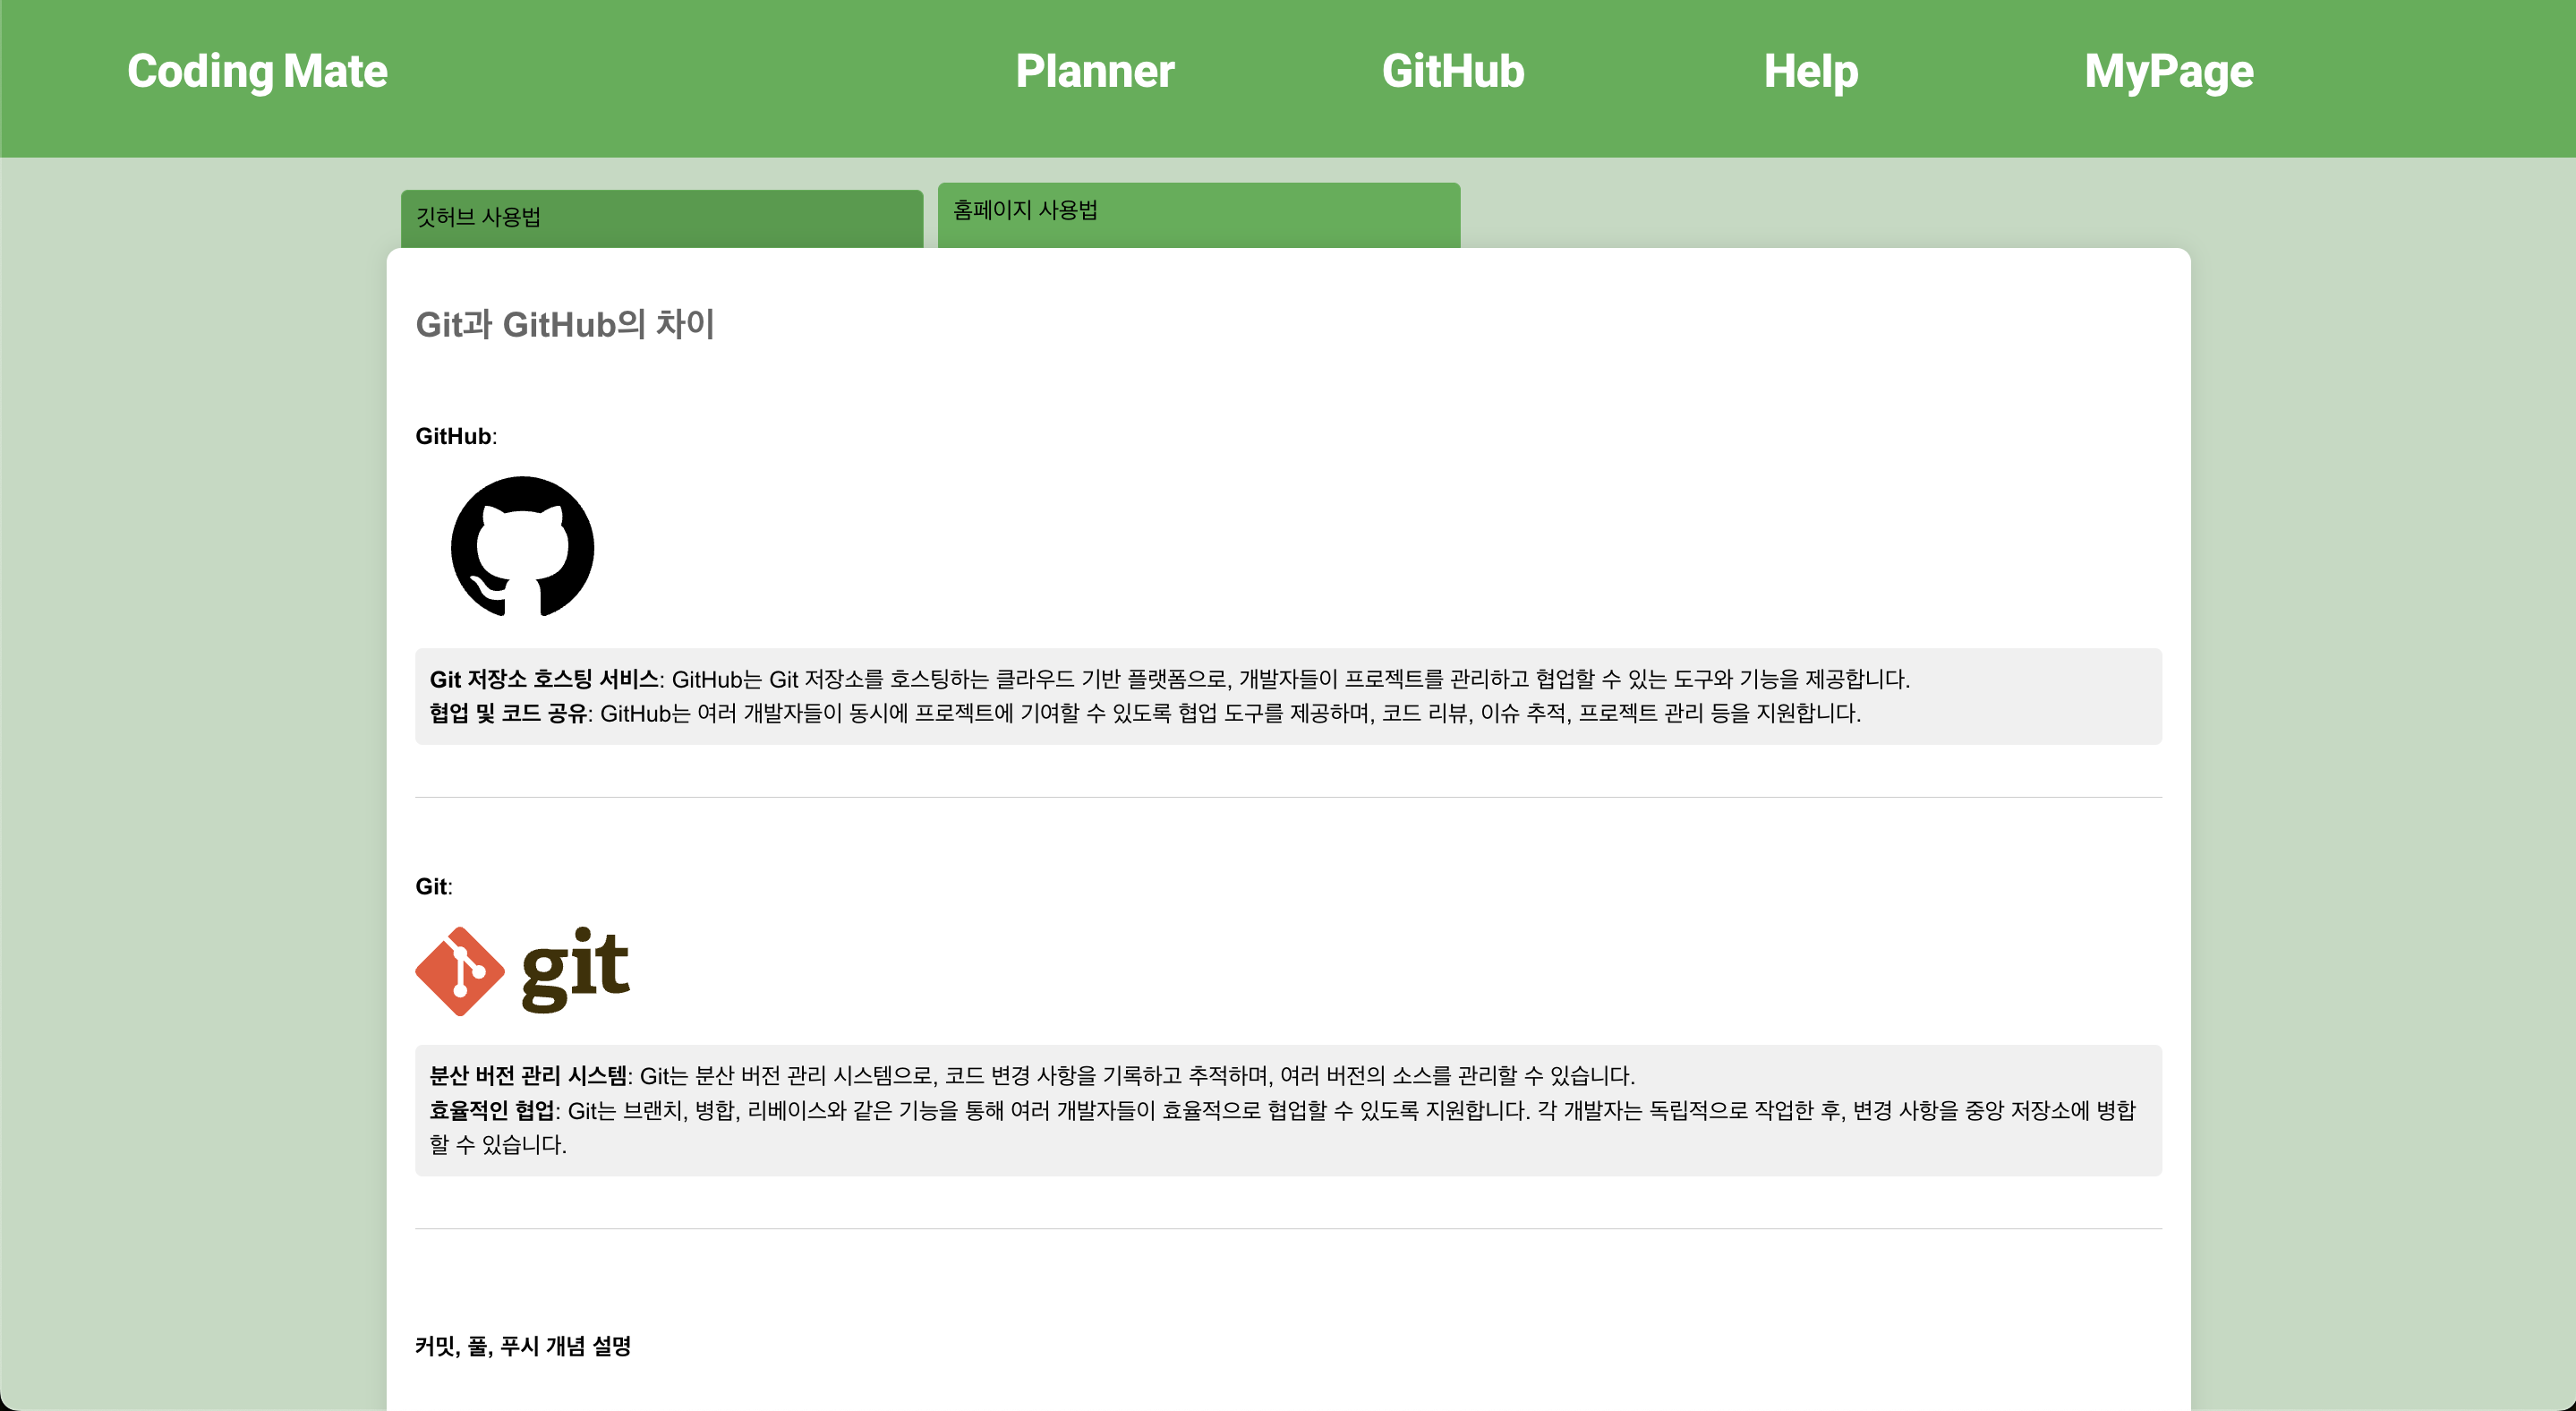 Coding Mate
Planner
GitHub
Help
MyPage
깃허브 사용법
홈페이지 사용법
Git과 GitHub의 차이
GitHub:
Git 저장소 호스팅 서비스: GitHub는 Git 저장소를 호스팅하는 클라우드 기반 플랫폼으로, 개발자들이 프로젝트를 관리하고 협업할 수 있는 도구와 기능을 제공합니다.
협업 및 코드 공유: GitHub는 여러 개발자들이 동시에 프로젝트에 기여할 수 있도록 협업 도구를 제공하며, 코드 리뷰, 이슈 추적, 프로젝트 관리 등을 지원합니다.
Git:
git
분산 버전 관리 시스템: Git는 분산 버전 관리 시스템으로, 코드 변경 사항을 기록하고 추적하며, 여러 버전의 소스를 관리할 수 있습니다.
효율적인 협업: Git는 브랜치, 병합, 리베이스와 같은 기능을 통해 여러 개발자들이 효율적으로 협업할 수 있도록 지원합니다. 각 개발자는 독립적으로 작업한 후, 변경 사항을 중앙 저장소에 병합
할 수 있습니다.
커밋, 풀, 푸시 개념 설명